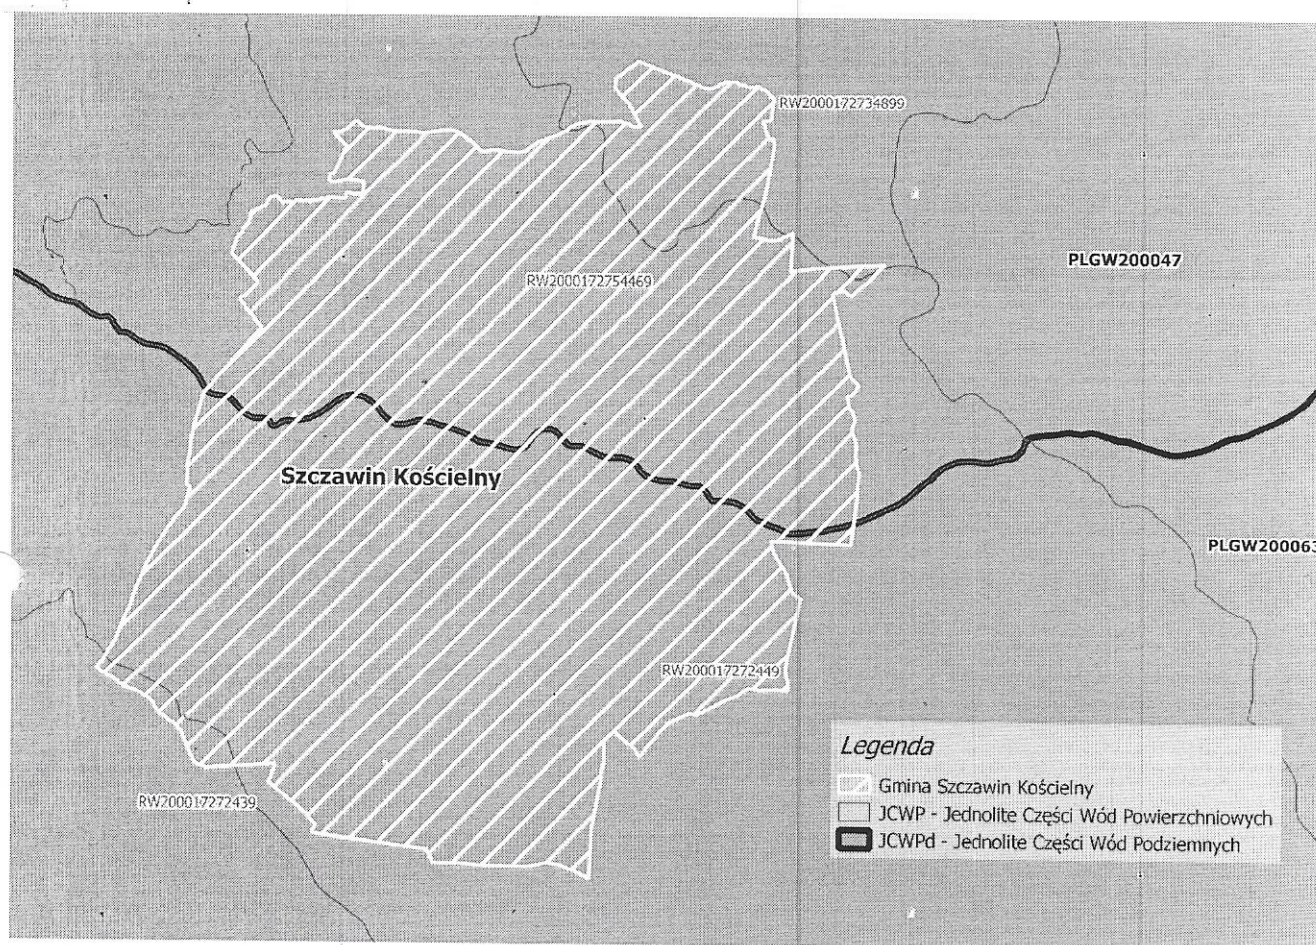 RW2000172734899
PLGW200047
RW2000172754469
Szczawin Kościelny
PLGW200063
RW200017272449
RW200017272439
Legenda
Gmina Szczawin Kościelny
JCWP - Jednolite Części Wód Powierzchniowych
JCWPd - Jednolite Części Wód Podziemnych